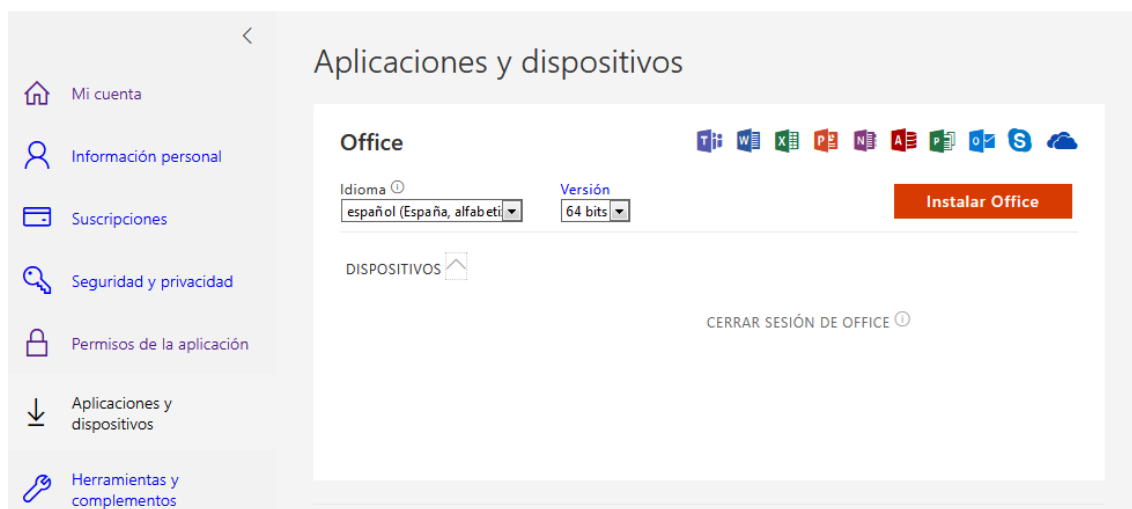 Aplicaciones y dispositivos
Mi cuenta
Información personal
Suscripciones
Seguridad y privacidad
Permisos de la aplicación
Aplicaciones y
dispositivos
Herramientas y
complementos
Office
Idioma
Versión
español (España, alfabeti
64 bits
Instalar Office
DISPOSITIVOS
CERRAR SESIÓN DE OFFICE